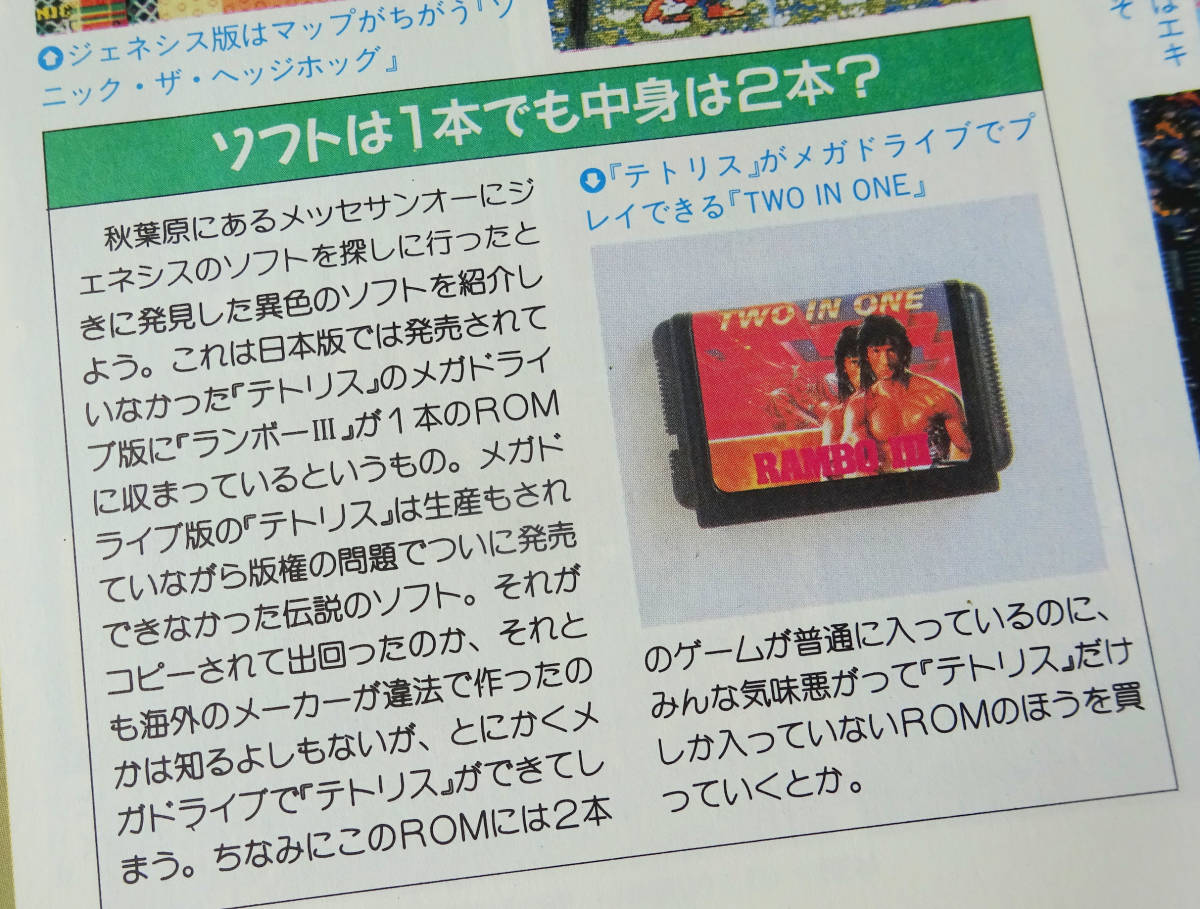 ジェネシス版はマップがちがう『ソ
ニック・ザ・ヘッジホッグ』
ソフトは1本でも中身は2本?
秋葉原にあるメッセサンオーにジ
ェネシスのソフトを探しに行ったと
きに発見した異色のソフトを紹介し
よう。これは日本版では発売されて
いなかった『テトリス』のメガドライ
ブ版に『ランボーIII』が1本のROM
に収まっているというもの。メガド
ライブ版の『テトリス』は生産もされ
ていながら版権の問題でついに発売
できなかった伝説のソフト。それが
コピーされて出回ったのか、それと
も海外のメーカーが違法で作ったの
かは知るよしもないが、とにかくメ
ガドライブで『テトリス』ができてし
まう。ちなみにこのROMには2本
『テトリス』がメガドライブでプ
レイできる『TWO IN ONE』
TWO IN ONE
RAMBO III
のゲームが普通に入っているのに、
みんな気味悪がって『テトリス』だけ
しか入っていないROMのほうを買
っていくとか。
そ
はエキ